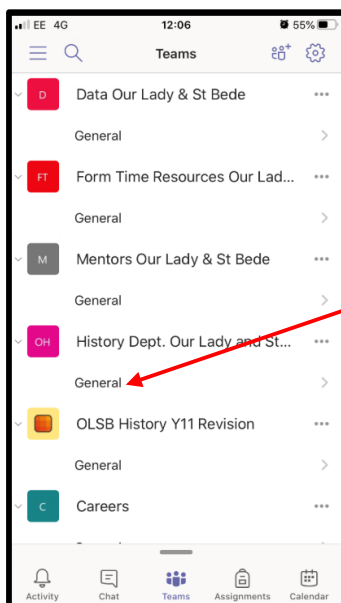 EE 4G 12:06 55%
Teams
D Data Our Lady & St Bede
General
FT Form Time Resources Our Lad...
General
M Mentors Our Lady & St Bede
General
OH History Dept. Our Lady and St...
General
OLSB History Y11 Revision
General
C Careers
Activity Chat Teams Assignments Calendar